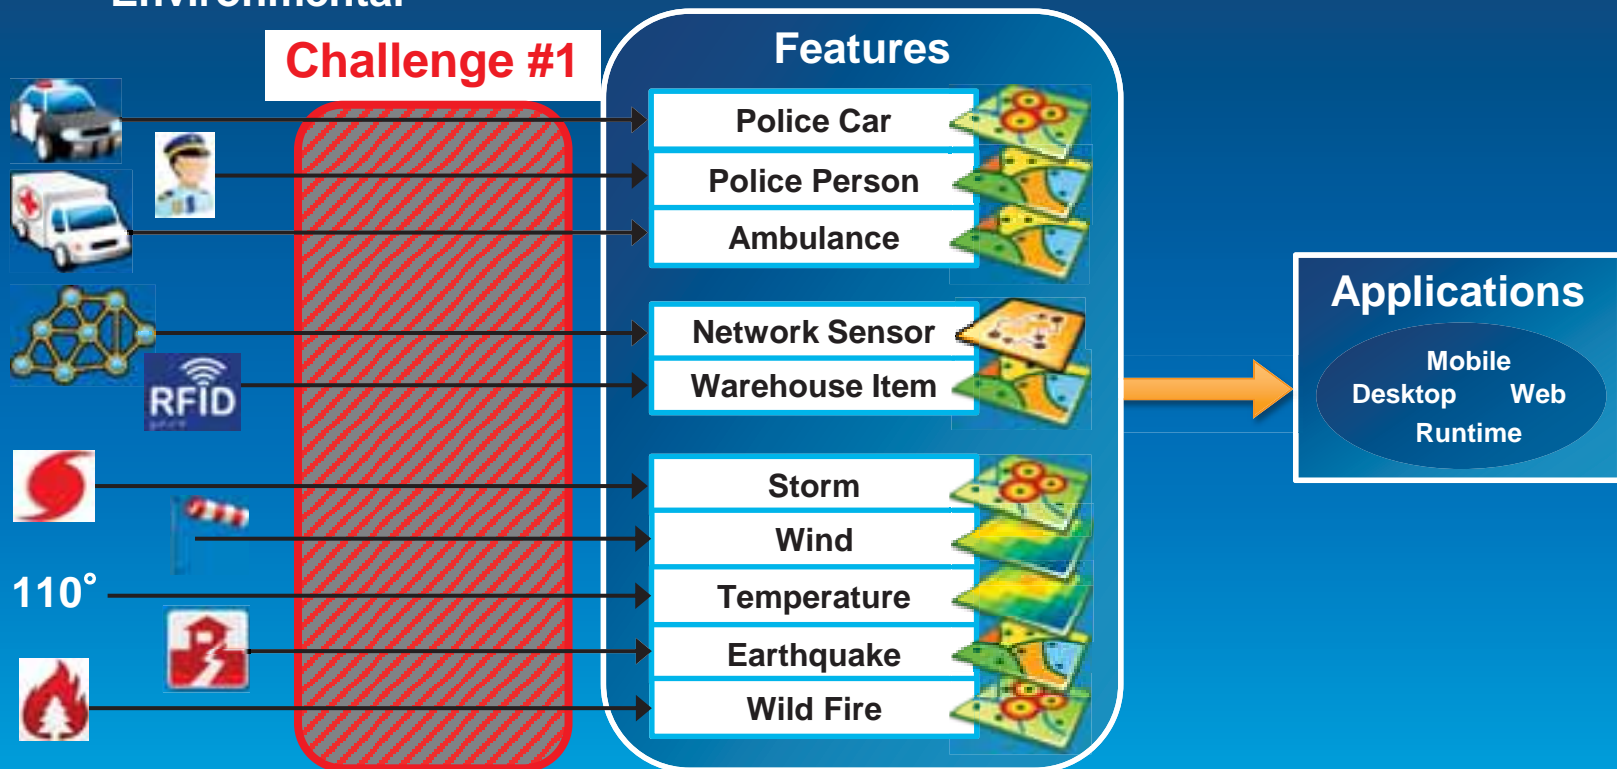 Environmental
Challenge #1
Features
Police Car
Police Person
Ambulance
Network Sensor
Warehouse Item
RFID
Storm
Wind
110°
Temperature
Earthquake
Wild Fire
Applications
Mobile
Desktop Web
Runtime